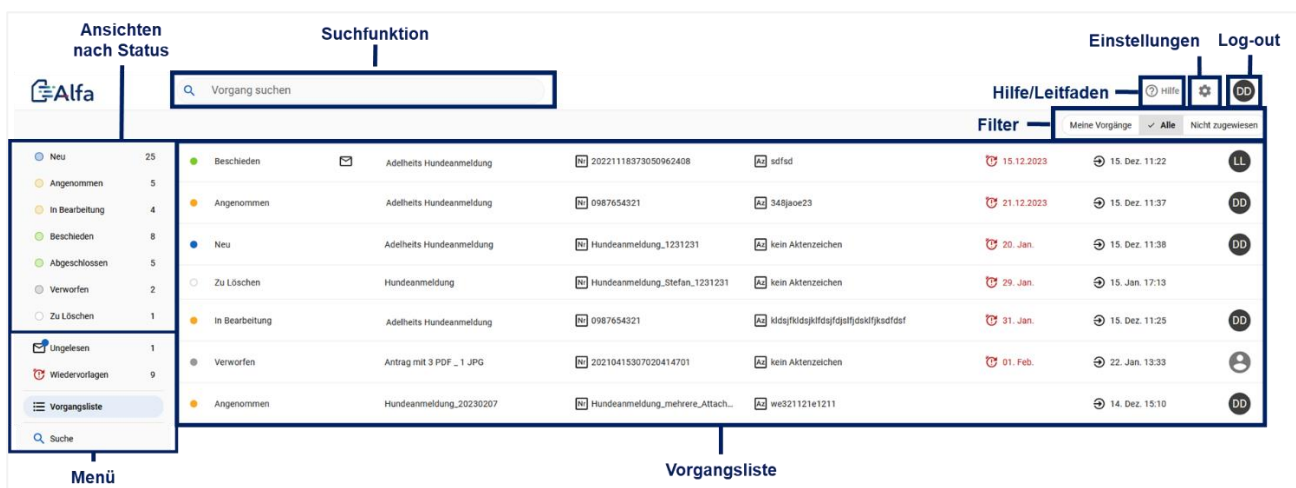 Ansichten
nach Status
Suchfunktion
Einstellungen
Log-out
Alfa
Vorgang suchen
Hilfe/Leitfaden
Hilfe
DD
Filter
Meine Vorgänge
Alle
Nicht zugewiesen
Neu 25
Angenommen 5
In Bearbeitung 4
Beschieden 8
Abgeschlossen 5
Verworfen 2
Zu Löschen 1
Ungelesen 1
Wiedervorlagen 9
Vorgangsliste
Suche
Menü
Beschieden Adelheits Hundeanmeldung Nr 20221118373050962408 Az sdfsd 15.12.2023 15. Dez. 11:22 LL
Angenommen Adelheits Hundeanmeldung Nr 0987654321 Az 348jaoe23 21.12.2023 15. Dez. 11:37 DD
Neu Adelheits Hundeanmeldung Nr Hundeanmeldung_1231231 Az kein Aktenzeichen 20. Jan. 15. Dez. 11:38 DD
Zu Löschen Hundeanmeldung Nr Hundeanmeldung_Stefan_1231231 Az kein Aktenzeichen 29. Jan. 15. Jan. 17:13
In Bearbeitung Adelheits Hundeanmeldung Nr 0987654321 Az kldsjfkldsjklfdsjfdjslfjdsklfjksdfdsf 31. Jan. 15. Dez. 11:25 DD
Verworfen Antrag mit 3 PDF _ 1 JPG Nr 20210415307020414701 Az kein Aktenzeichen 01. Feb. 22. Jan. 13:33
Angenommen Hundeanmeldung_20230207 Nr Hundeanmeldung_mehrere_Attach... Az we321121e1211 14. Dez. 15:10 DD
Vorgangsliste